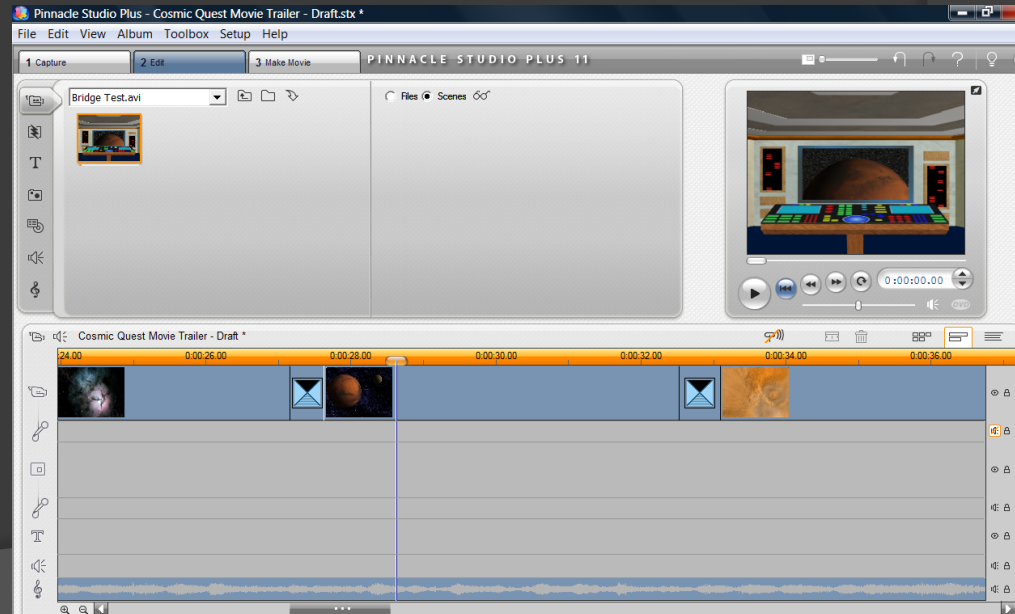 Pinnacle Studio Plus - Cosmic Quest Movie Trailer - Draft.stx *
File Edit View Album Toolbox Setup Help
1 Capture 2 Edit 3 Make Movie PINNACLE STUDIO PLUS 11
Bridge Test.avi Files Scenes
0:00:00.00
DVD
Cosmic Quest Movie Trailer - Draft *
:24.00 0:00:26.00 0:00:28.00 0:00:30.00 0:00:32.00 0:00:34.00 0:00:36.00